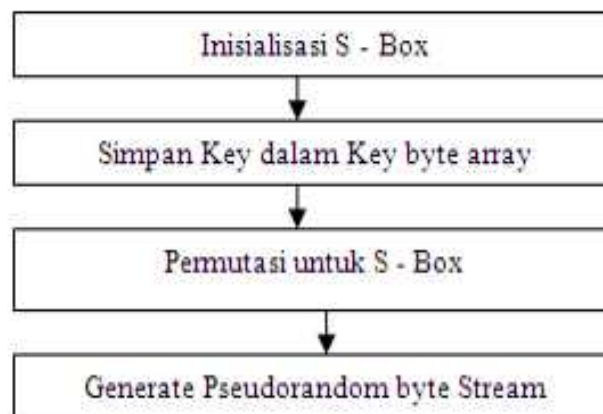 Inisialisasi S - Box
Simpan Key dalam Key byte array
Permutasi untuk S - Box
Generate Pseudorandom byte Stream